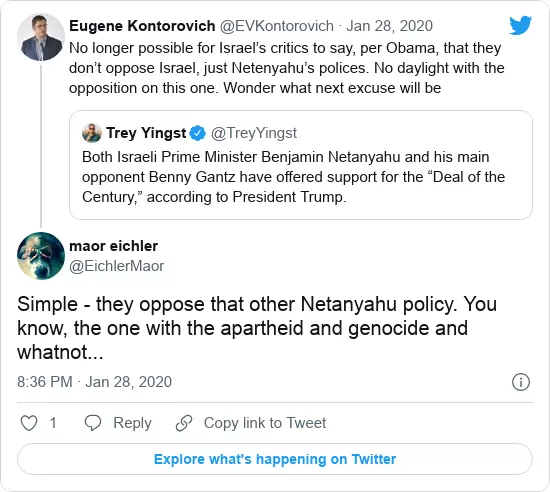 Eugene Kontorovich @EVKontorovich · Jan 28, 2020
No longer possible for Israel’s critics to say, per Obama, that they
don’t oppose Israel, just Netenyahu’s polices. No daylight with the
opposition on this one. Wonder what next excuse will be
Trey Yingst @TreyYingst
Both Israeli Prime Minister Benjamin Netanyahu and his main
opponent Benny Gantz have offered support for the “Deal of the
Century,” according to President Trump.
maor eichler
@EichlerMaor
Simple - they oppose that other Netanyahu policy. You
know, the one with the apartheid and genocide and
whatnot...
8:36 PM · Jan 28, 2020
1 Reply Copy link to Tweet
Explore what's happening on Twitter